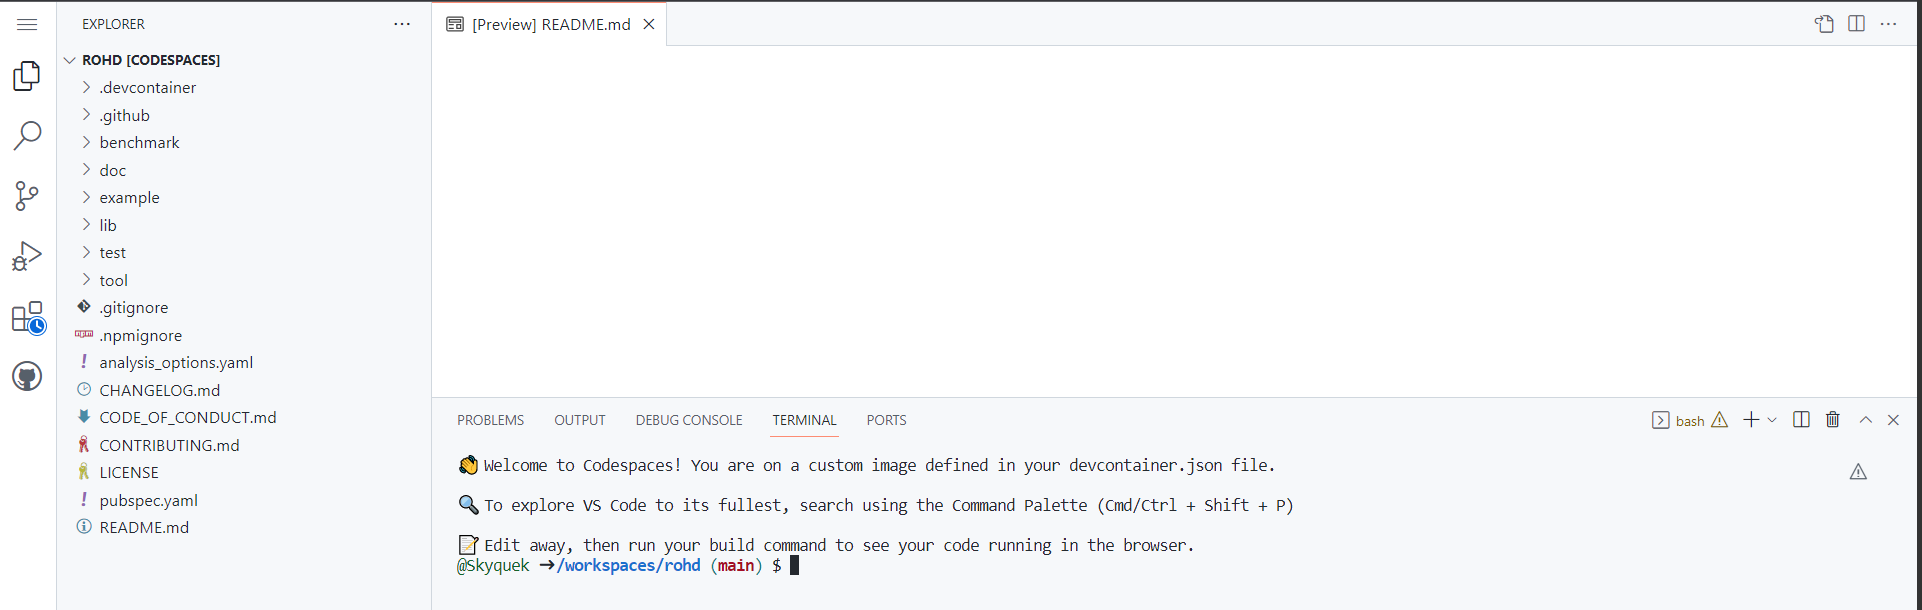 EXPLORER
ROHD [CODESPACES]
.devcontainer
.github
benchmark
doc
example
lib
test
tool
.gitignore
.npmignore
analysis_options.yaml
CHANGELOG.md
CODE_OF_CONDUCT.md
CONTRIBUTING.md
LICENSE
pubspec.yaml
README.md
[Preview] README.md
PROBLEMS OUTPUT DEBUG CONSOLE TERMINAL PORTS
bash
👋 Welcome to Codespaces! You are on a custom image defined in your devcontainer.json file.
🔍 To explore VS Code to its fullest, search using the Command Palette (Cmd/Ctrl + Shift + P)
📝 Edit away, then run your build command to see your code running in the browser.
@Skyquek ➜/workspaces/rohd (main) $